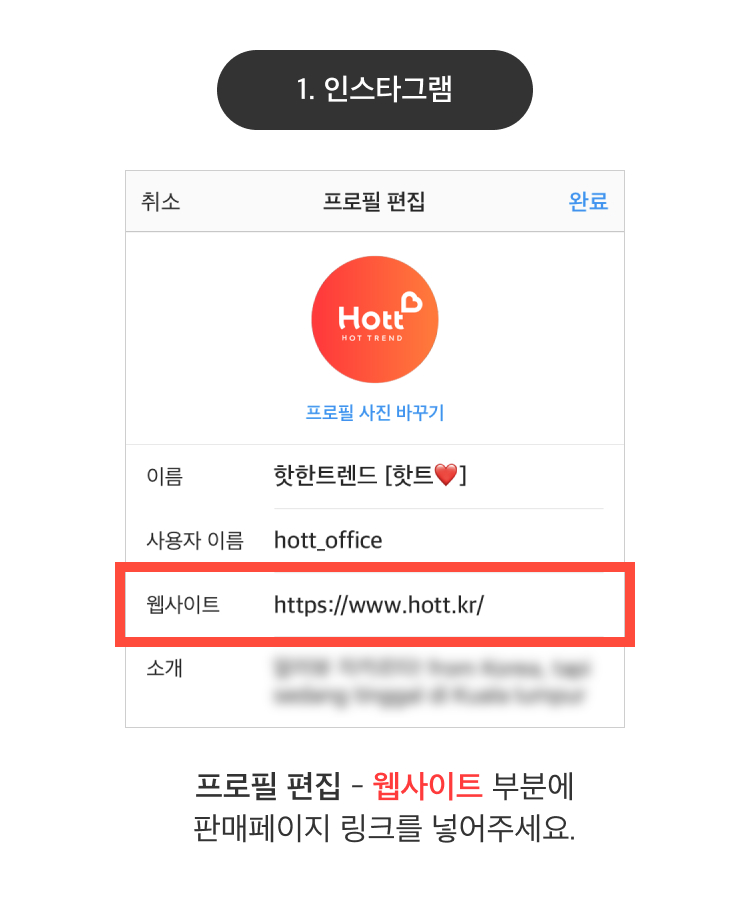 1. 인스타그램
취소 프로필 편집 완료
Hott
HOT TREND
프로필 사진 바꾸기
이름 핫한트렌드 [핫트❤️]
사용자 이름 hott_office
웹사이트 https://www.hott.kr/
소개
프로필 편집 - 웹사이트 부분에
판매페이지 링크를 넣어주세요.